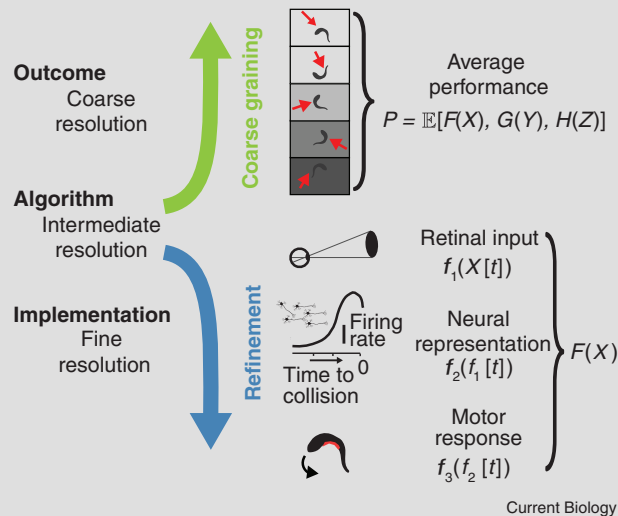 Outcome
Coarse
resolution
Algorithm
Intermediate
resolution
Implementation
Fine
resolution
Coarse graining
Refinement
Average
performance
P = 𝔼[F(X), G(Y), H(Z)]
Retinal input
f₁(X[t])
Firing
rate
0
Time to
collision
Neural
representation
f₂(f₁[t])
Motor
response
f₃(f₂[t])
F(X)
Current Biology